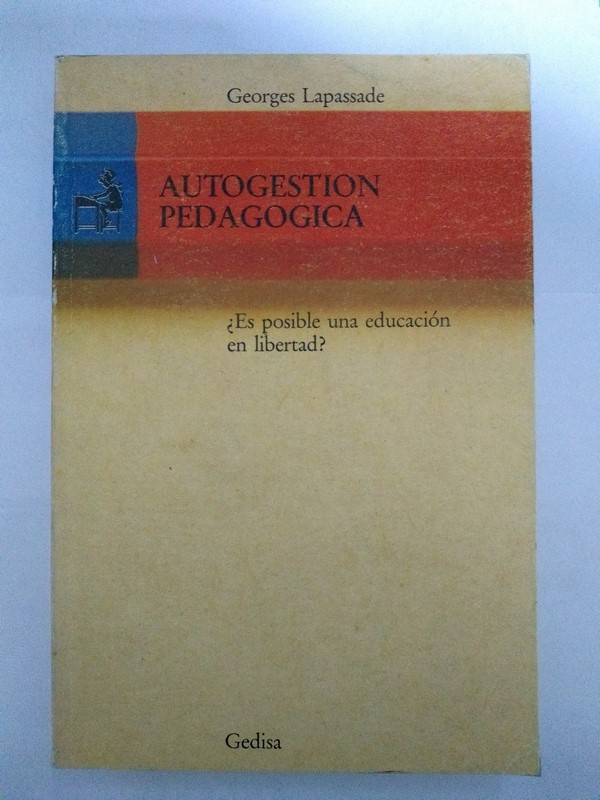 Georges Lapassade
AUTOGESTION
PEDAGOGICA
¿Es posible una educación
en libertad?
Gedisa